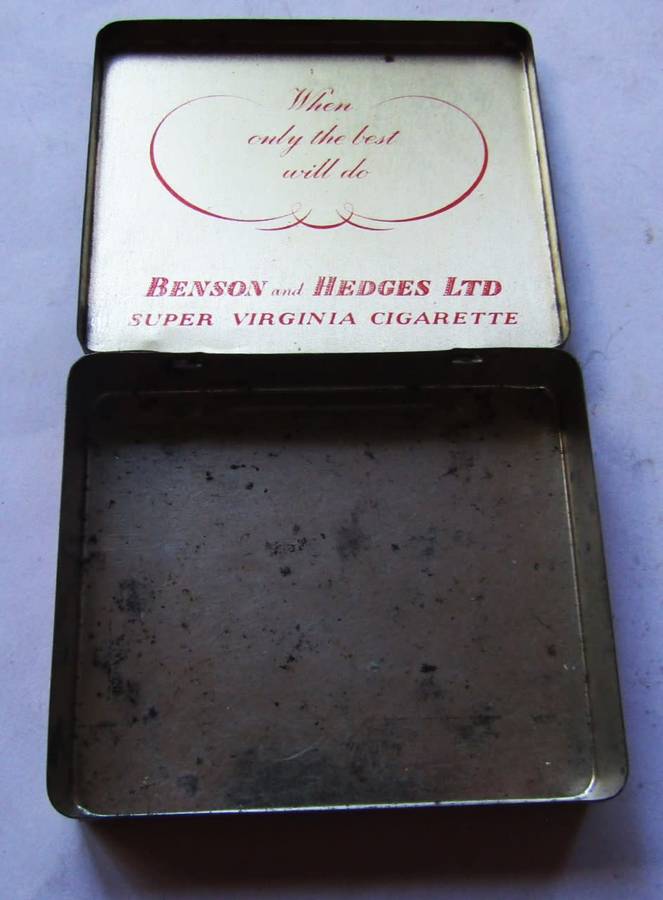 When
only the best
will do
BENSON and HEDGES LTD
SUPER VIRGINIA CIGARETTE